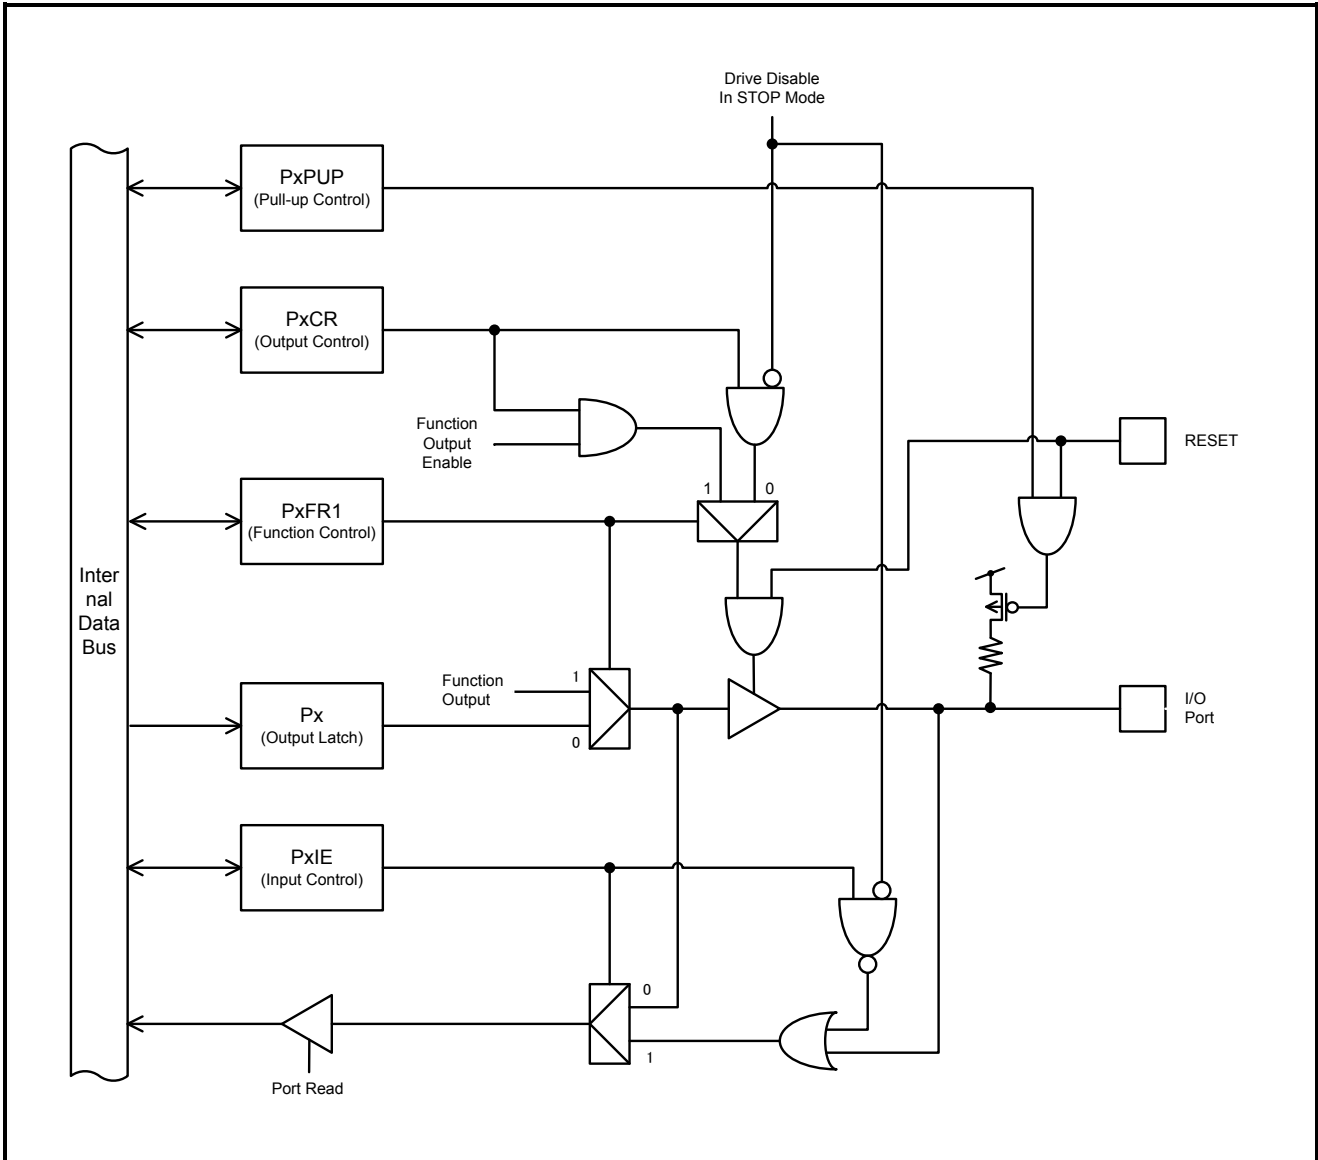 Drive Disable
In STOP Mode
PxPUP
(Pull-up Control)
PxCR
(Output Control)
Function
Output
Enable
RESET
1
0
PxFR1
(Function Control)
Inter
nal
Data
Bus
Function
Output
1
0
Px
(Output Latch)
I/O
Port
PxIE
(Input Control)
0
1
Port Read